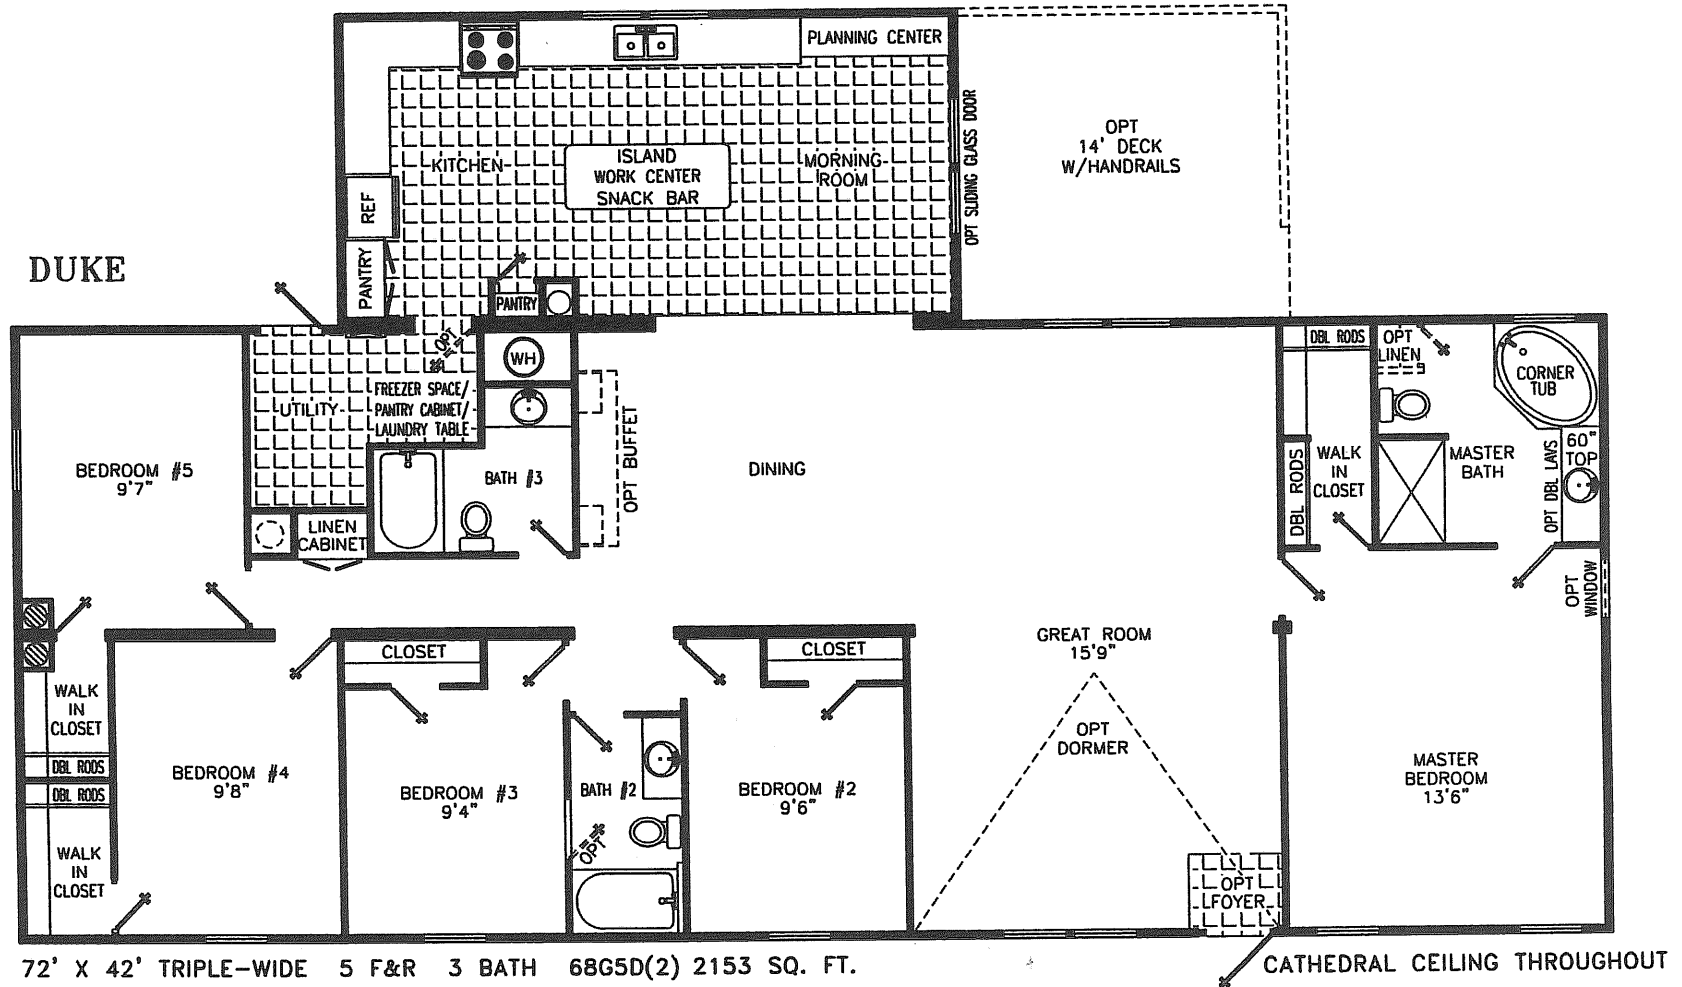 PLANNING CENTER
KITCHEN
ISLAND
WORK CENTER
SNACK BAR
MORNING
ROOM
OPT SLIDING GLASS DOOR
OPT
14' DECK
W/HANDRAILS
REF
PANTRY
PANTRY
DUKE
OPT
WH
FREEZER SPACE/
PANTRY CABINET/
LAUNDRY TABLE
UTILITY
BEDROOM #5
9'7"
BATH #3
OPT BUFFET
DINING
LINEN
CABINET
DBL RODS
DBL RODS
WALK
IN
CLOSET
OPT
LINEN
CORNER
TUB
MASTER
BATH
60"
TOP
OPT DBL LAVS
OPT
WINDOW
CLOSET
CLOSET
GREAT ROOM
15'9"
WALK
IN
CLOSET
DBL RODS
DBL RODS
WALK
IN
CLOSET
BEDROOM #4
9'8"
BEDROOM #3
9'4"
BATH #2
OPT
BEDROOM #2
9'6"
OPT
DORMER
OPT
FOYER
MASTER
BEDROOM
13'6"
72' X 42' TRIPLE-WIDE 5 F&R 3 BATH 68G5D(2) 2153 SQ. FT.
CATHEDRAL CEILING THROUGHOUT